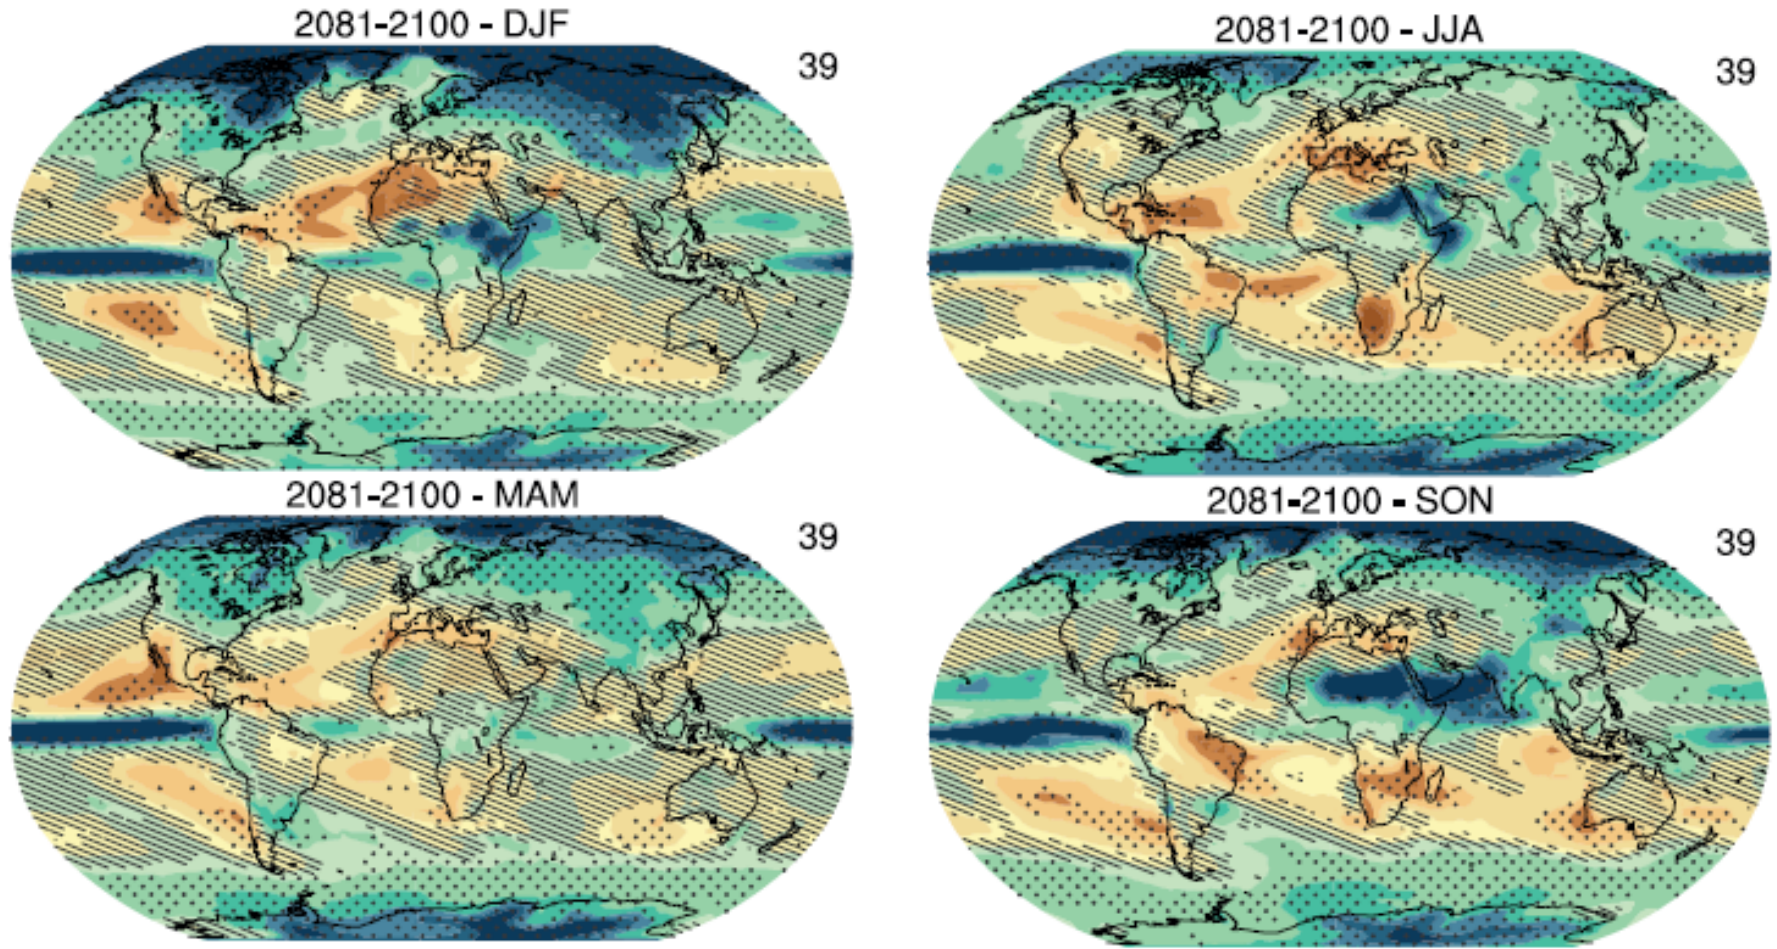 2081-2100 - DJF
39
2081-2100 - JJA
39
2081-2100 - MAM
39
2081-2100 - SON
39